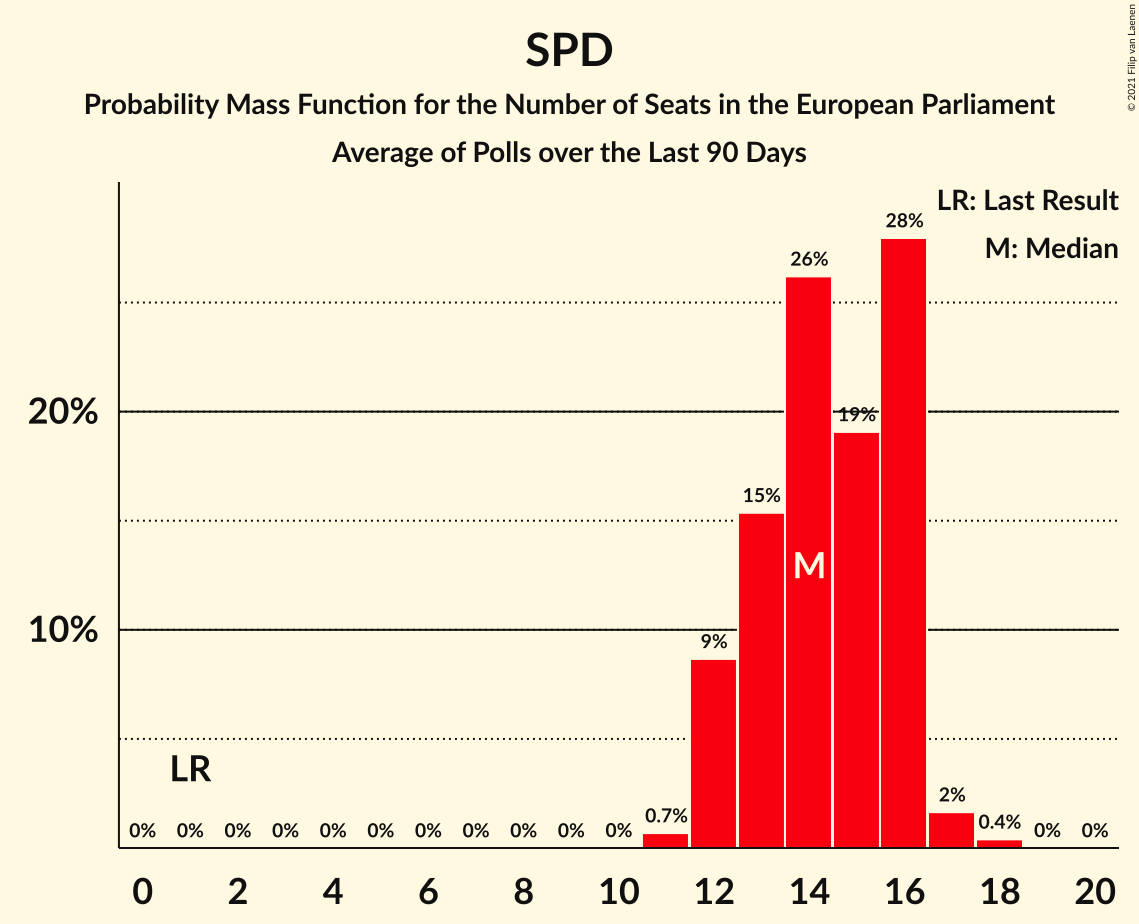 SPD
Probability Mass Function for the Number of Seats in the European Parliament
Average of Polls over the Last 90 Days
© 2021 Filip van Laenen
LR: Last Result
M: Median
20%
10%
28%
26%
19%
15%
M
9%
LR
0% 0% 0% 0% 0% 0% 0% 0% 0% 0% 0% 0.7% 2% 0.4% 0% 0%
0 2 4 6 8 10 12 14 16 18 20